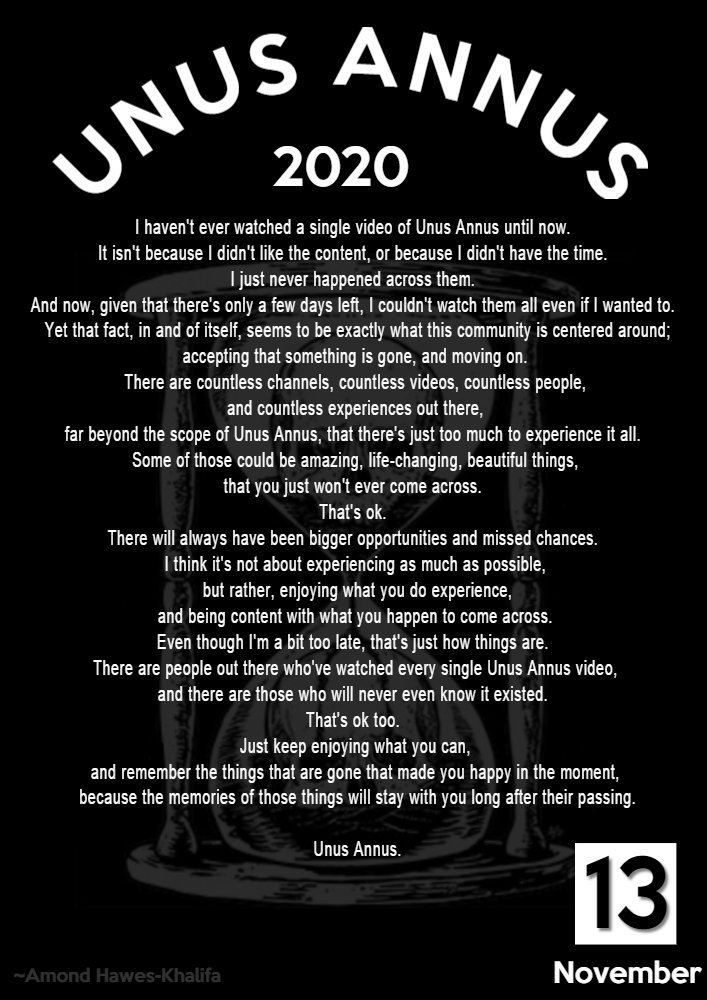 UNUS ANNUS
2020
I haven't ever watched a single video of Unus Annus until now.
It isn't because I didn't like the content, or because I didn't have the time.
I just never happened across them.
And now, given that there's only a few days left, I couldn't watch them all even if I wanted to.
Yet that fact, in and of itself, seems to be exactly what this community is centered around;
accepting that something is gone, and moving on.
There are countless channels, countless videos, countless people,
and countless experiences out there,
far beyond the scope of Unus Annus, that there's just too much to experience it all.
Some of those could be amazing, life-changing, beautiful things,
that you just won't ever come across.
That's ok.
There will always have been bigger opportunities and missed chances.
I think it's not about experiencing as much as possible,
but rather, enjoying what you do experience,
and being content with what you happen to come across.
Even though I'm a bit too late, that's just how things are.
There are people out there who've watched every single Unus Annus video,
and there are those who will never even know it existed.
That's ok too.
Just keep enjoying what you can,
and remember the things that are gone that made you happy in the moment,
because the memories of those things will stay with you long after their passing.
Unus Annus.
13
November
~Amond Hawes-Khalifa